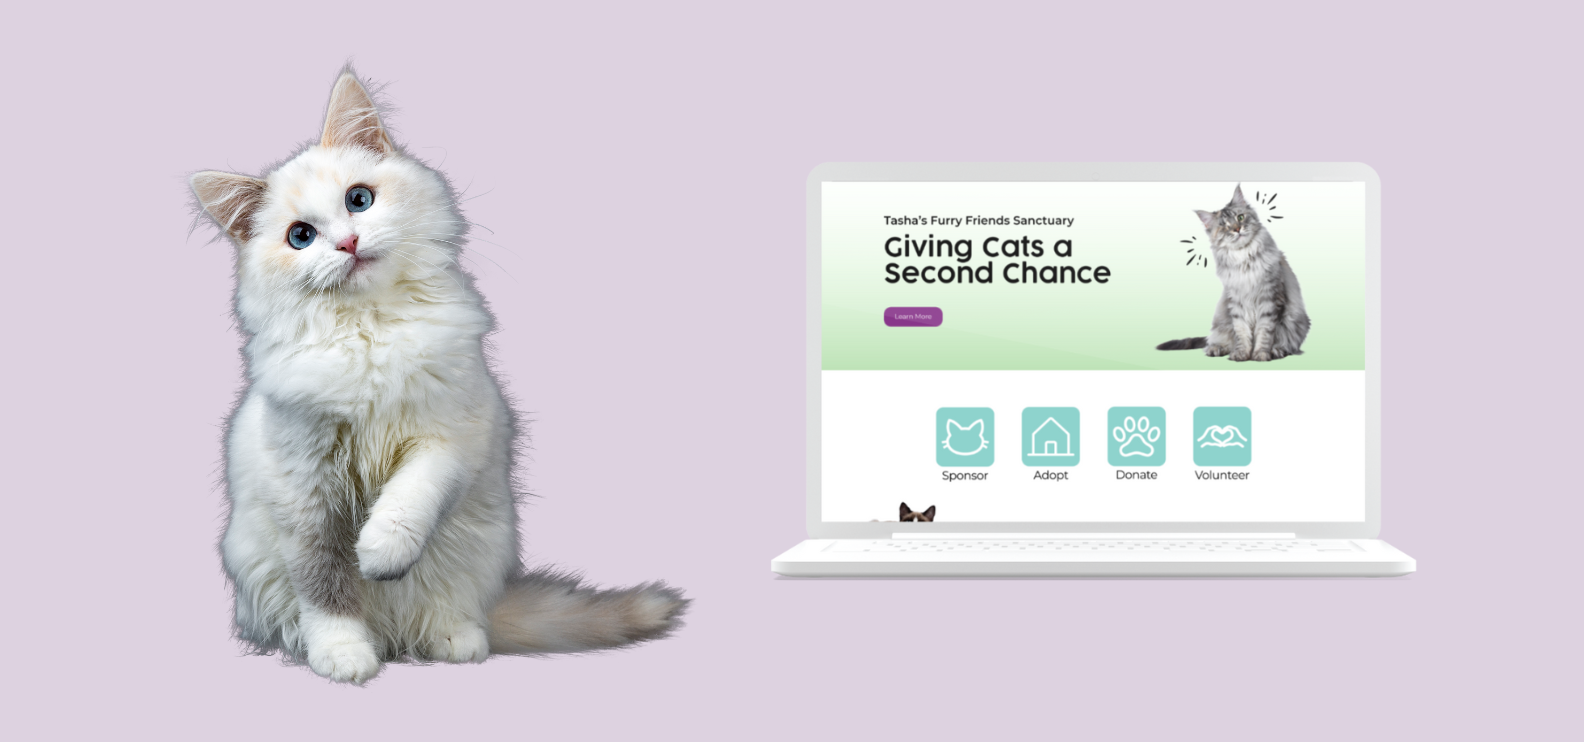 Tasha's Furry Friends Sanctuary
Giving Cats a
Second Chance
Learn More
Sponsor
Adopt
Donate
Volunteer